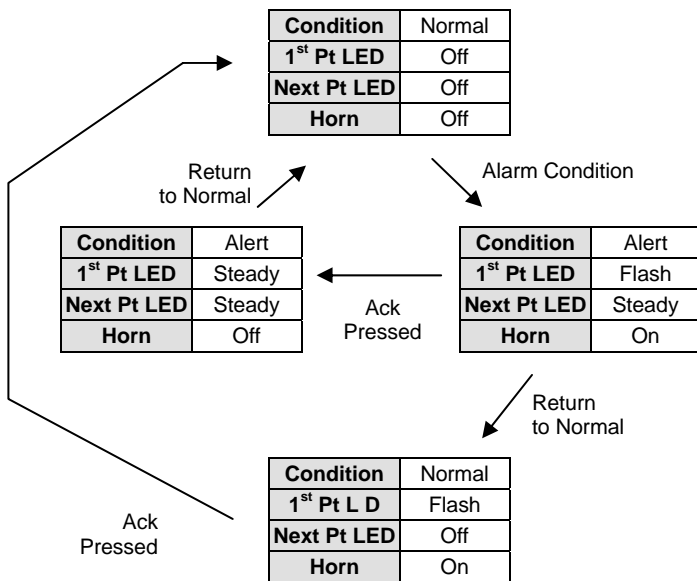 Condition Normal
1st Pt LED Off
Next Pt LED Off
Horn Off
Return
to Normal
Alarm Condition
Condition Alert
1st Pt LED Steady
Next Pt LED Steady
Horn Off
Ack
Pressed
Condition Alert
1st Pt LED Flash
Next Pt LED Steady
Horn On
Return
to Normal
Ack
Pressed
Condition Normal
1st Pt L D Flash
Next Pt LED Off
Horn On